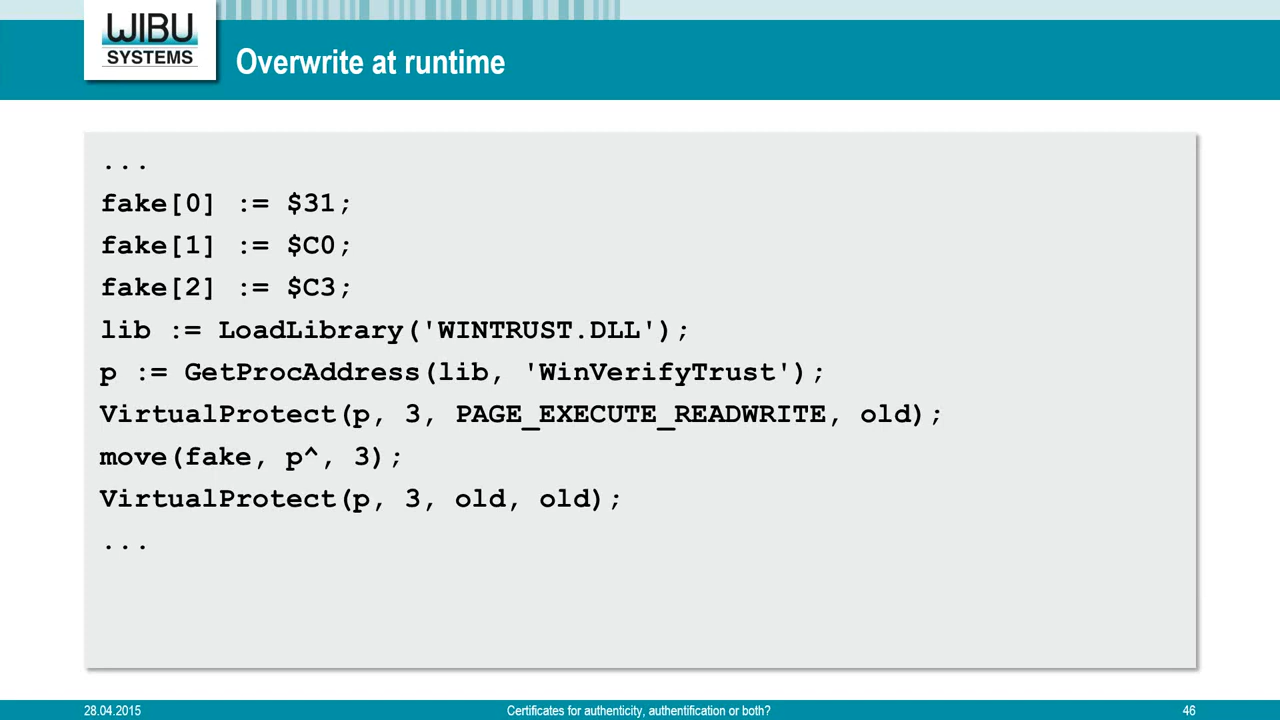 WIBU
SYSTEMS
Overwrite at runtime
...
fake[0] := $31;
fake[1] := $C0;
fake[2] := $C3;
lib := LoadLibrary('WINTRUST.DLL');
p := GetProcAddress(lib, 'WinVerifyTrust');
VirtualProtect(p, 3, PAGE_EXECUTE_READWRITE, old);
move(fake, p^, 3);
VirtualProtect(p, 3, old, old);
...
28.04.2015
Certificates for authenticity, authentification or both?
46